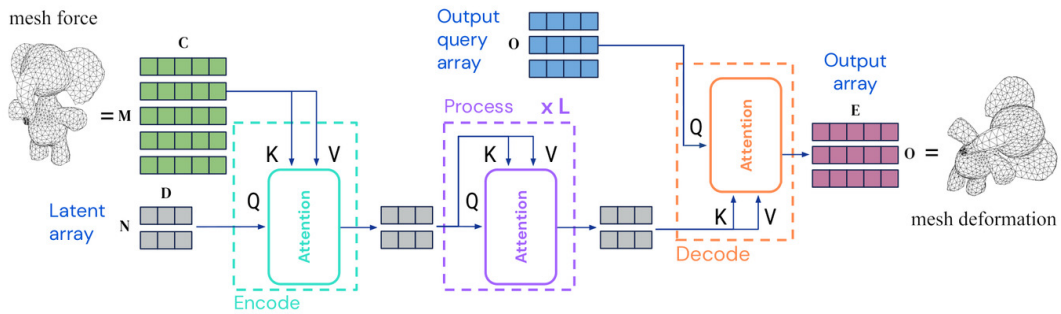 mesh force
C
= M
D
Latent
array
N
K
V
Q
Attention
Encode
Process
x L
K
V
Q
Attention
Output
query
array
O
Q
Attention
K
V
Decode
Output
array
E
O =
mesh deformation